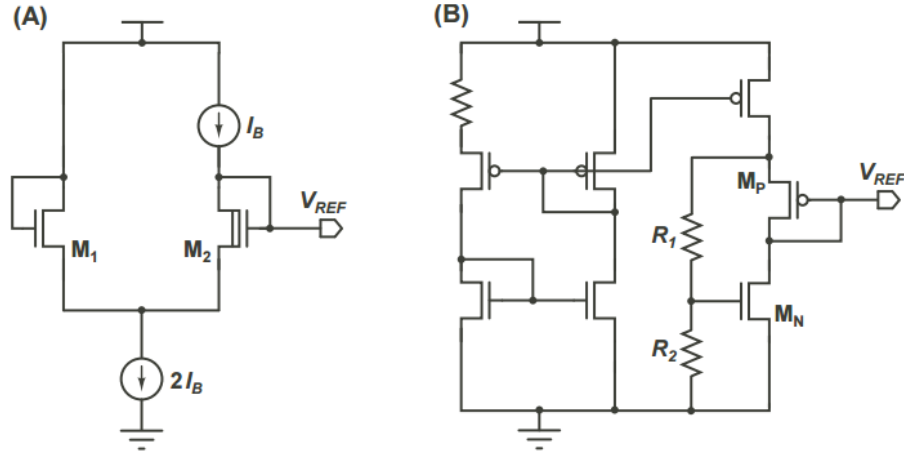 (A)
I_B
V_REF
M_1
M_2
2I_B
(B)
M_P
V_REF
R_1
M_N
R_2